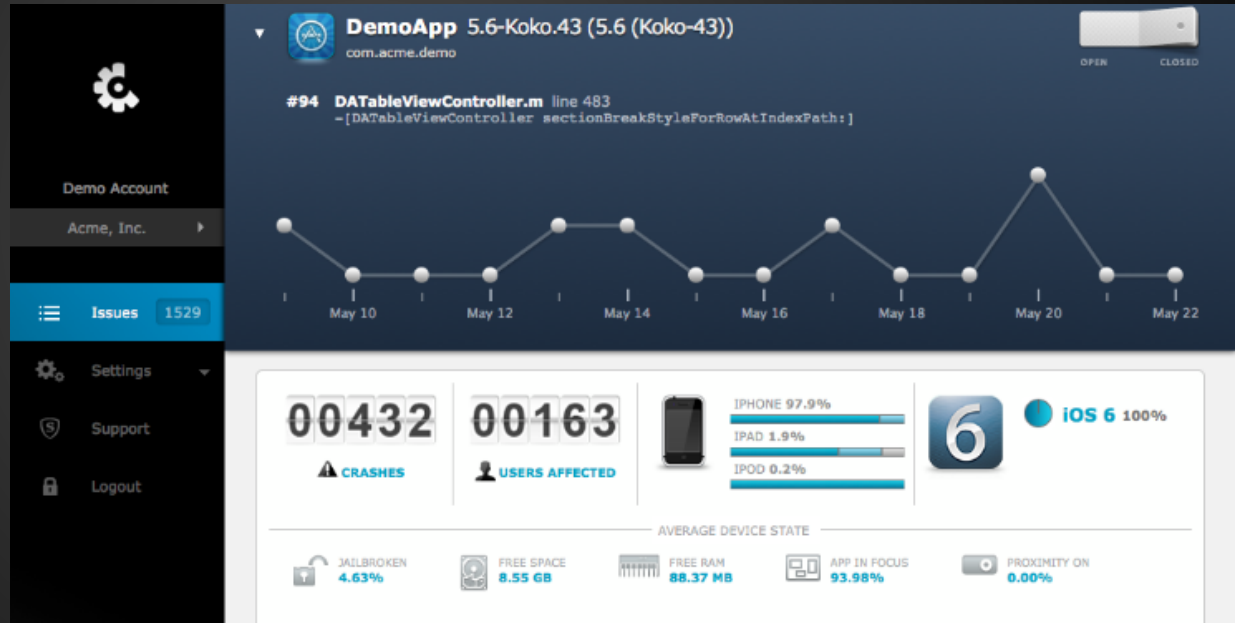 DemoApp 5.6-Koko.43 (5.6 (Koko-43))
com.acme.demo
OPEN CLOSED
#94 DATableViewController.m line 483
-[DATableViewController sectionBreakStyleForRowAtIndexPath:]
Demo Account
Acme, Inc.
Issues 1529
Settings
Support
Logout
May 10 May 12 May 14 May 16 May 18 May 20 May 22
00432
CRASHES
00163
USERS AFFECTED
IPHONE 97.9%
IPAD 1.9%
IPOD 0.2%
6
iOS 6 100%
AVERAGE DEVICE STATE
JAILBROKEN
4.63%
FREE SPACE
8.55 GB
FREE RAM
88.37 MB
APP IN FOCUS
93.98%
PROXIMITY ON
0.00%